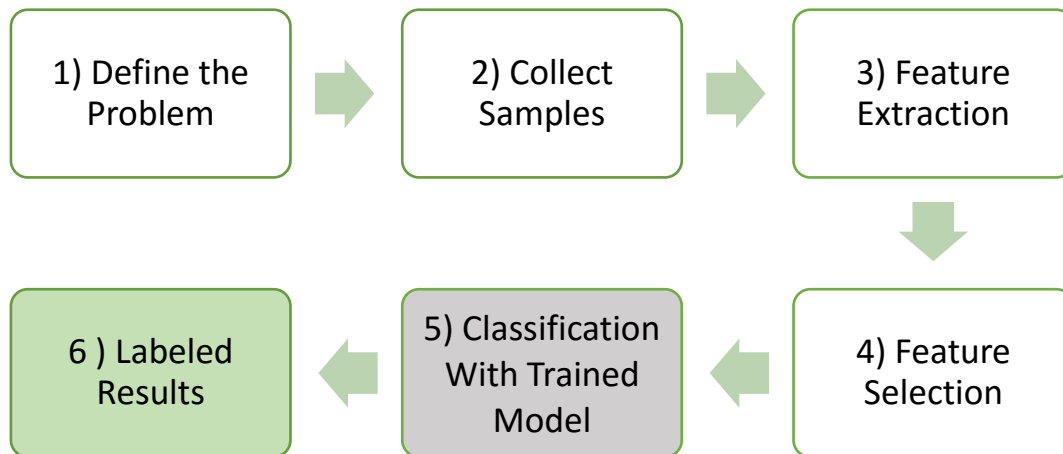 1) Define the
Problem
2) Collect
Samples
3) Feature
Extraction
4) Feature
Selection
5) Classification
With Trained
Model
6 ) Labeled
Results